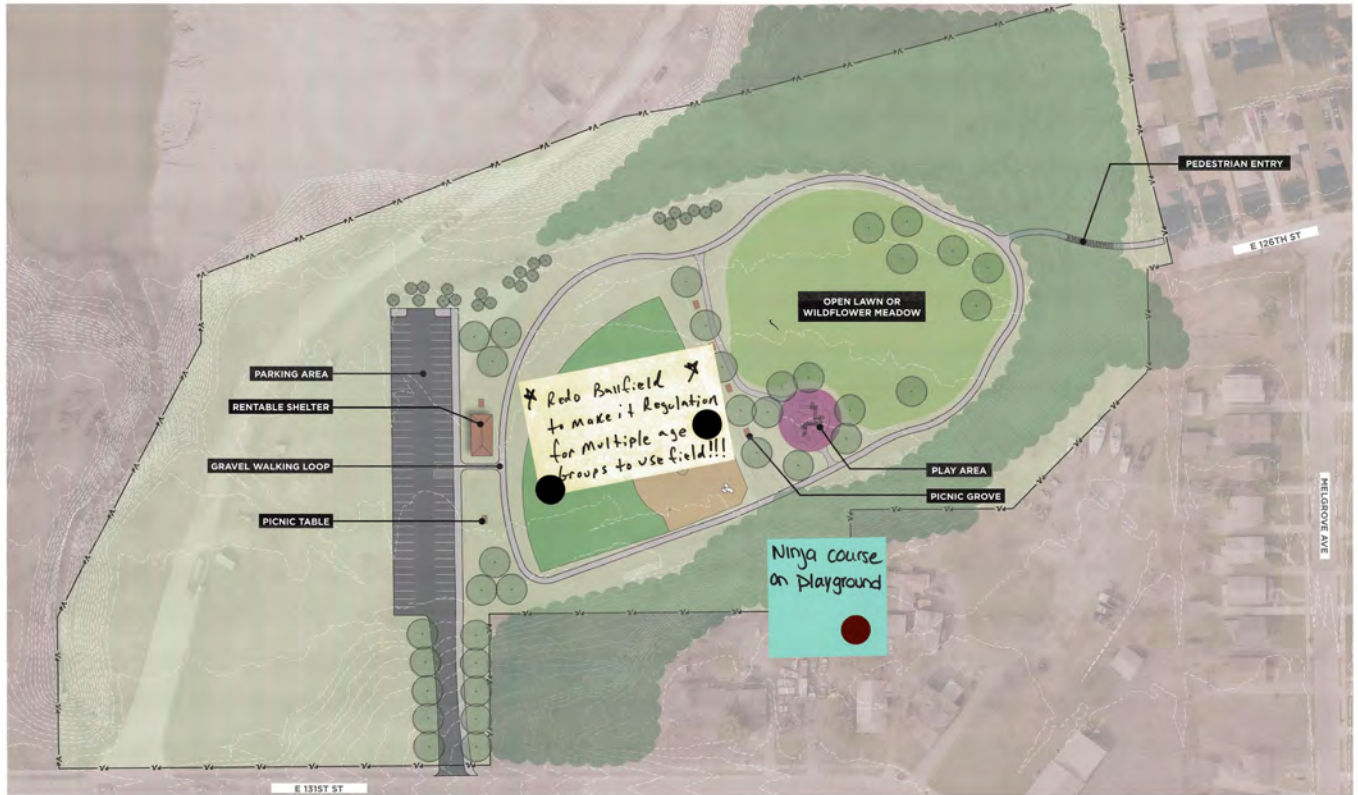 PEDESTRIAN ENTRY
E 126TH ST
OPEN LAWN OR
WILDFLOWER MEADOW
PARKING AREA
RENTABLE SHELTER
GRAVEL WALKING LOOP
PICNIC TABLE
Redo Ballfield
to make it Regulation
for multiple age
Groups to use field!!!
PLAY AREA
PICNIC GROVE
MELGROVE AVE
Ninja course
on playground
E 131ST ST